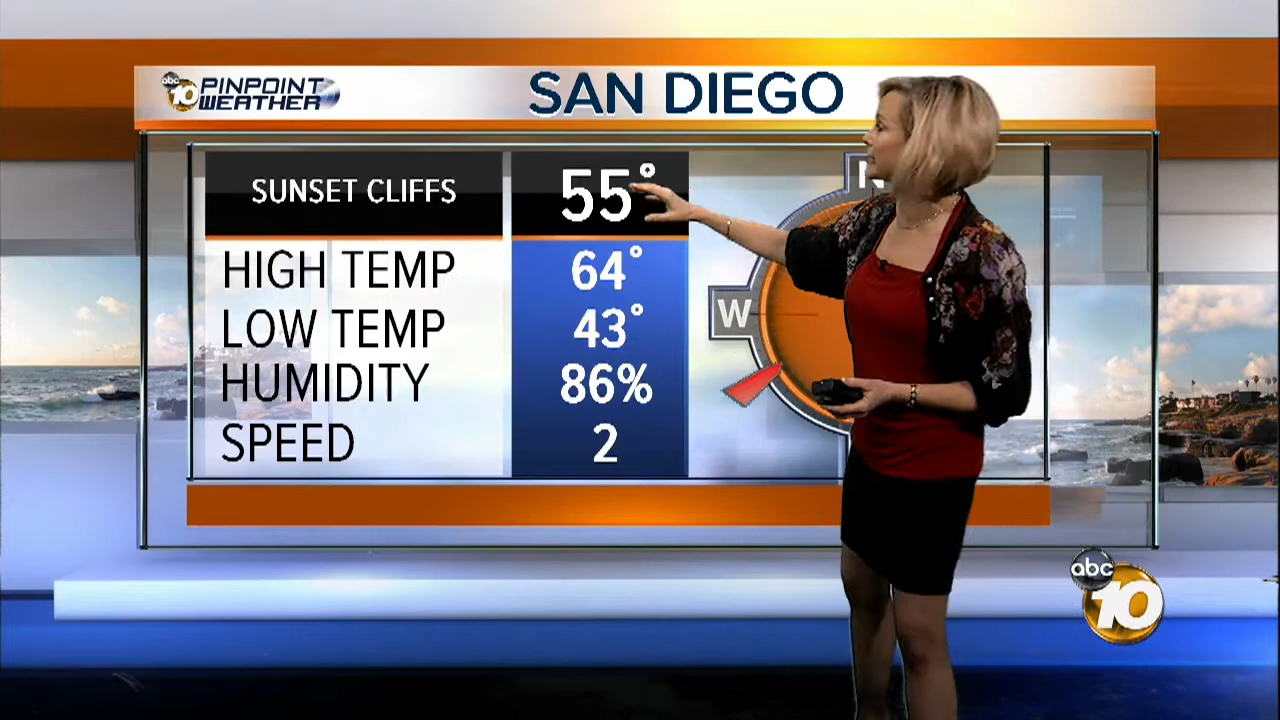 abc
10
PINPOINT
WEATHER
SAN DIEGO
SUNSET CLIFFS 55°
HIGH TEMP 64°
LOW TEMP 43°
HUMIDITY 86%
SPEED 2
N
W
abc
10